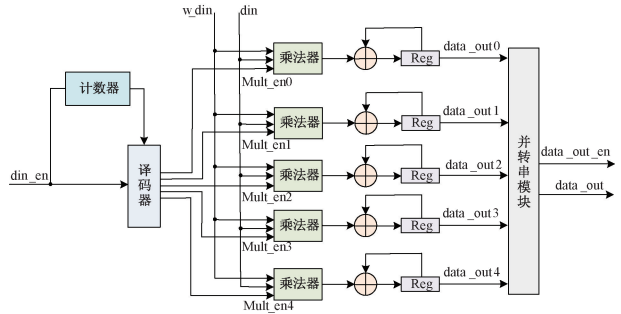 w_din din
乘法器 Reg data_out0
Mult_en0
计数器
乘法器 Reg data_out1
Mult_en1
din_en
译码器
乘法器 Reg data_out2
Mult_en2
并转串模块
data_out_en
data_out
乘法器 Reg data_out3
Mult_en3
乘法器 Reg data_out4
Mult_en4